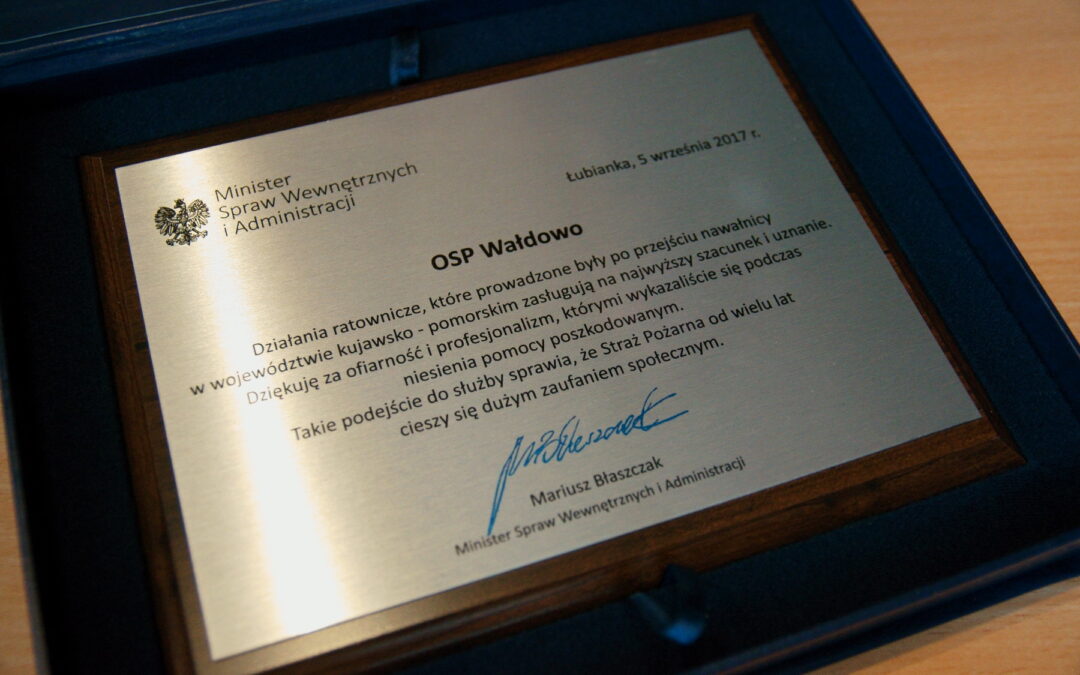 Minister
Spraw Wewnętrznych
i Administracji
Łubianka, 5 września 2017 r.
OSP Wałdowo
Działania ratownicze, które prowadzone były po przejściu nawałnicy
w województwie kujawsko - pomorskim zasługują na najwyższy szacunek i uznanie.
Dziękuję za ofiarność i profesjonalizm, którymi wykazaliście się podczas
niesienia pomocy poszkodowanym.
Takie podejście do służby sprawia, że Straż Pożarna od wielu lat
cieszy się dużym zaufaniem społecznym.
Mariusz Błaszczak
Minister Spraw Wewnętrznych i Administracji